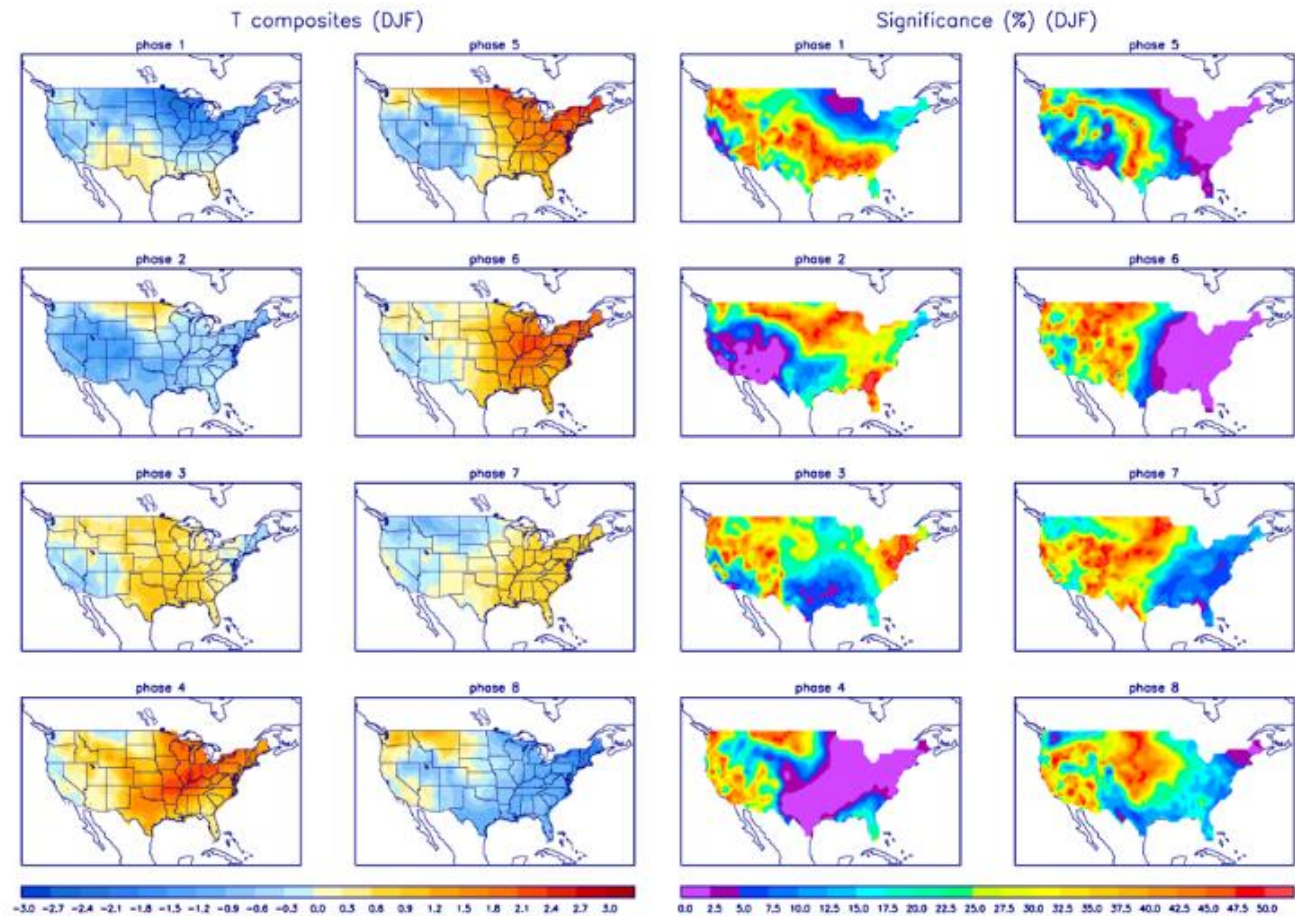 T composites (DJF)
Significance (%) (DJF)
phase 1
phase 5
phase 1
phase 5
phase 2
phase 6
phase 2
phase 6
phase 3
phase 7
phase 3
phase 7
phase 4
phase 8
phase 4
phase 8
-3.0 -2.7 -2.4 -2.1 -1.8 -1.5 -1.2 -0.9 -0.6 -0.3 0.0 0.3 0.6 0.9 1.2 1.5 1.8 2.1 2.4 2.7 3.0
0.0 2.5 5.0 7.5 10.0 12.5 15.0 17.5 20.0 22.5 25.0 27.5 30.0 32.5 35.0 37.5 40.0 42.5 45.0 47.5 50.0